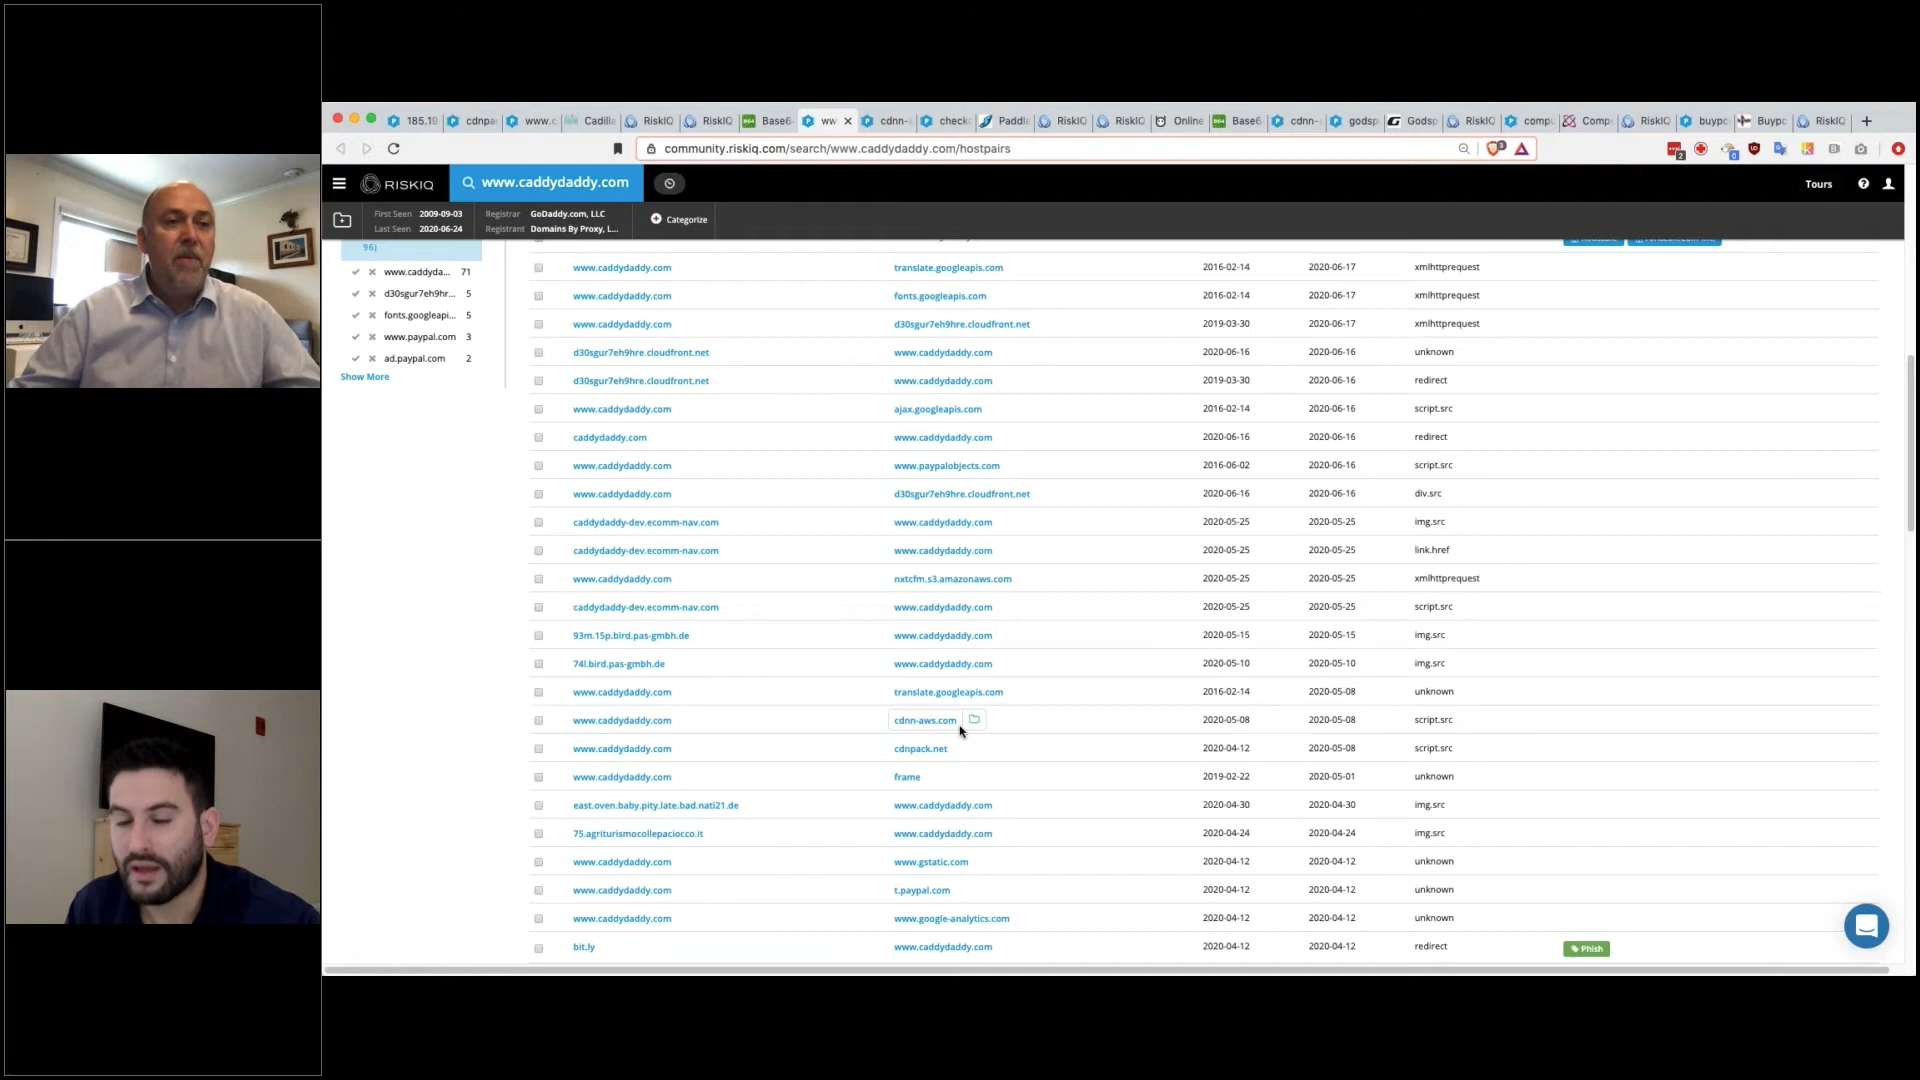 185.19 cdnpa www.c Cadilla RiskIQ RiskIQ Base6 ww cdnn- check Paddle RiskIQ RiskIQ Online Base6 cdnn- godsp Godsp RiskIQ comp Comp RiskIQ buypc Buypc RiskIQ
community.riskiq.com/search/www.caddydaddy.com/hostpairs
RISKIQ www.caddydaddy.com Tours
First Seen 2009-09-03 Registrar GoDaddy.com, LLC
Last Seen 2020-06-24 Registrant Domains By Proxy, L...
Categorize
96)
www.caddyda... 71
d30sgur7eh9hr... 5
fonts.googleapi... 5
www.paypal.com 3
ad.paypal.com 2
Show More
www.caddydaddy.com translate.googleapis.com 2016-02-14 2020-06-17 xmlhttprequest
www.caddydaddy.com fonts.googleapis.com 2016-02-14 2020-06-17 xmlhttprequest
www.caddydaddy.com d30sgur7eh9hre.cloudfront.net 2019-03-30 2020-06-17 xmlhttprequest
d30sgur7eh9hre.cloudfront.net www.caddydaddy.com 2020-06-16 2020-06-16 unknown
d30sgur7eh9hre.cloudfront.net www.caddydaddy.com 2019-03-30 2020-06-16 redirect
www.caddydaddy.com ajax.googleapis.com 2016-02-14 2020-06-16 script.src
caddydaddy.com www.caddydaddy.com 2020-06-16 2020-06-16 redirect
www.caddydaddy.com www.paypalobjects.com 2016-06-02 2020-06-16 script.src
www.caddydaddy.com d30sgur7eh9hre.cloudfront.net 2020-06-16 2020-06-16 div.src
caddydaddy-dev.ecomm-nav.com www.caddydaddy.com 2020-05-25 2020-05-25 img.src
caddydaddy-dev.ecomm-nav.com www.caddydaddy.com 2020-05-25 2020-05-25 link.href
www.caddydaddy.com nxtcfm.s3.amazonaws.com 2020-05-25 2020-05-25 xmlhttprequest
caddydaddy-dev.ecomm-nav.com www.caddydaddy.com 2020-05-25 2020-05-25 script.src
93m.15p.bird.pas-gmbh.de www.caddydaddy.com 2020-05-15 2020-05-15 img.src
74l.bird.pas-gmbh.de www.caddydaddy.com 2020-05-10 2020-05-10 img.src
www.caddydaddy.com translate.googleapis.com 2016-02-14 2020-05-08 unknown
www.caddydaddy.com cdnn-aws.com 2020-05-08 2020-05-08 script.src
www.caddydaddy.com cdnpack.net 2020-04-12 2020-05-08 script.src
www.caddydaddy.com frame 2019-02-22 2020-05-01 unknown
east.oven.baby.pity.late.bad.nati21.de www.caddydaddy.com 2020-04-30 2020-04-30 img.src
75.agriturismocollepaciocco.it www.caddydaddy.com 2020-04-24 2020-04-24 img.src
www.caddydaddy.com www.gstatic.com 2020-04-12 2020-04-12 unknown
www.caddydaddy.com t.paypal.com 2020-04-12 2020-04-12 unknown
www.caddydaddy.com www.google-analytics.com 2020-04-12 2020-04-12 unknown
bit.ly www.caddydaddy.com 2020-04-12 2020-04-12 redirect Phish